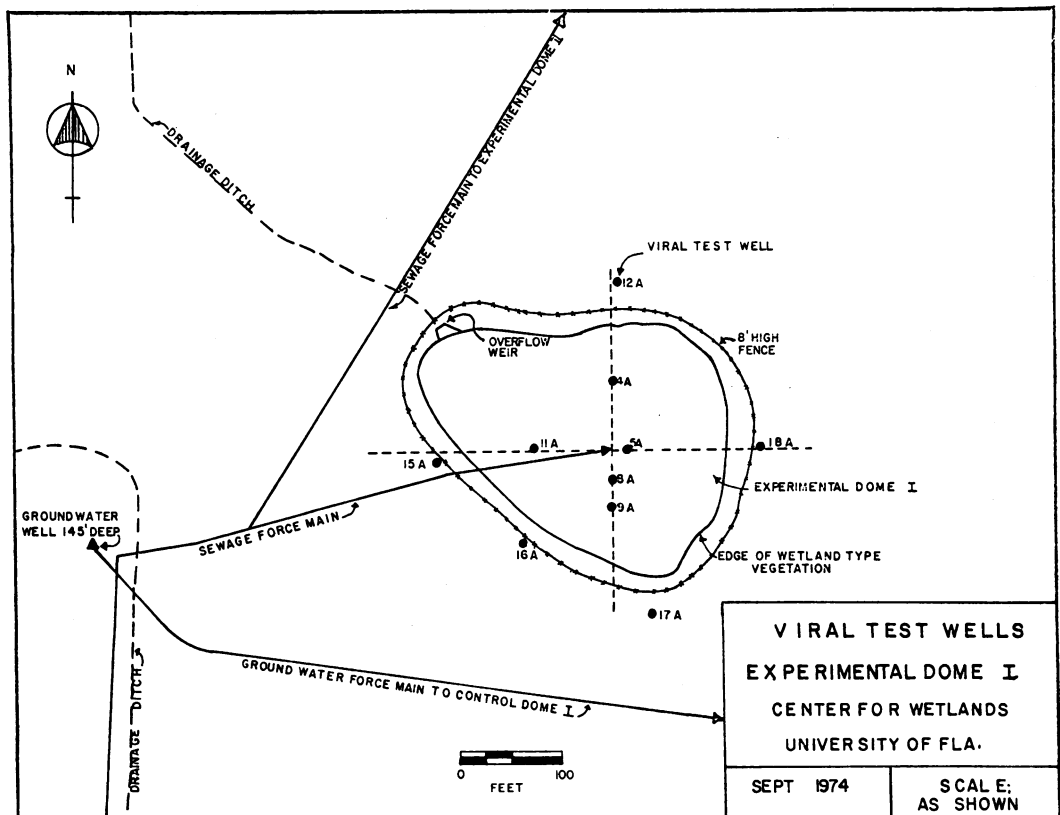 N
DRAINAGE DITCH
SEWAGE FORCE MAIN TO EXPERIMENTAL DOME II
VIRAL TEST WELL
12A
OVERFLOW
WEIR
8' HIGH
FENCE
4A
11A
5A
18A
15A
8A
EXPERIMENTAL DOME I
9A
GROUNDWATER
WELL 145' DEEP
SEWAGE FORCE MAIN
16A
EDGE OF WETLAND TYPE
VEGETATION
17A
GROUND WATER FORCE MAIN TO CONTROL DOME I
DRAINAGE DITCH
0 100
FEET
VIRAL TEST WELLS
EXPERIMENTAL DOME I
CENTER FOR WETLANDS
UNIVERSITY OF FLA.
SEPT 1974
SCALE:
AS SHOWN